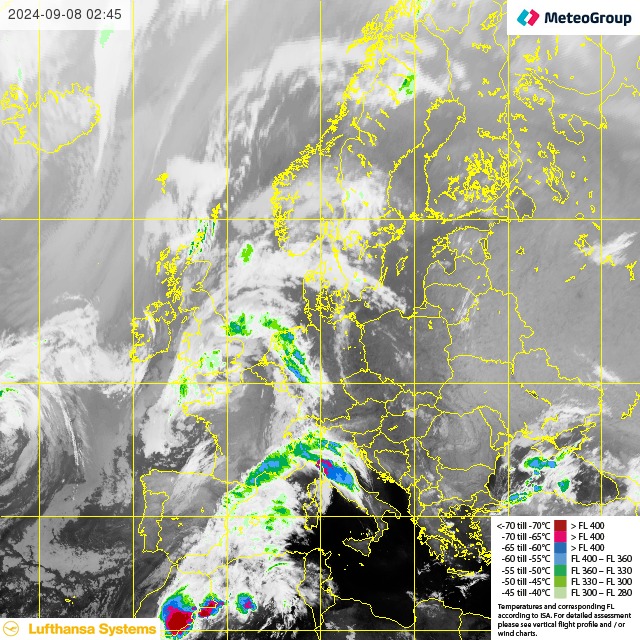 2024-09-08 02:45
MeteoGroup
<-70 till -70°C > FL 400
-70 till -65°C > FL 400
-65 till -60°C > FL 400
-60 till -55°C FL 400 – FL 360
-55 till -50°C FL 360 – FL 330
-50 till -45°C FL 330 – FL 300
-45 till -40°C FL 300 – FL 280
Temperatures and corresponding FL
according to ISA. For detailed assessment
please see vertical flight profile and / or
wind charts.
Lufthansa Systems